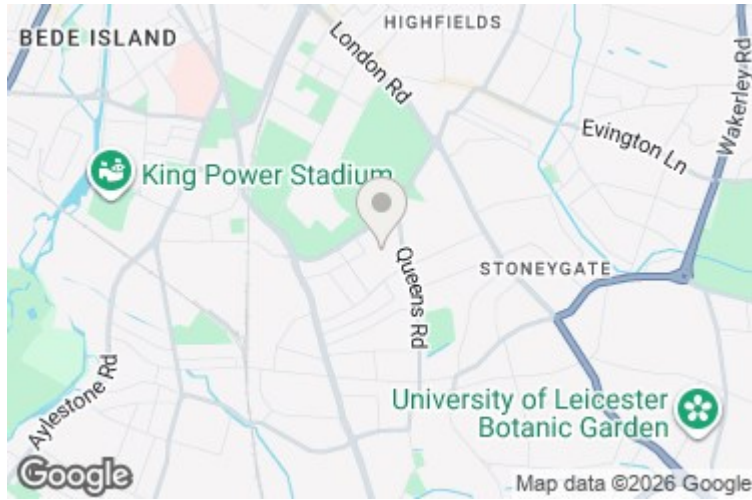 HIGHFIELDS
BEDE ISLAND
London Rd
Wakerley Rd
Evington Ln
King Power Stadium
Queens Rd
STONEYGATE
Aylestone Rd
University of Leicester
Botanic Garden
Google
Map data ©2026 Google